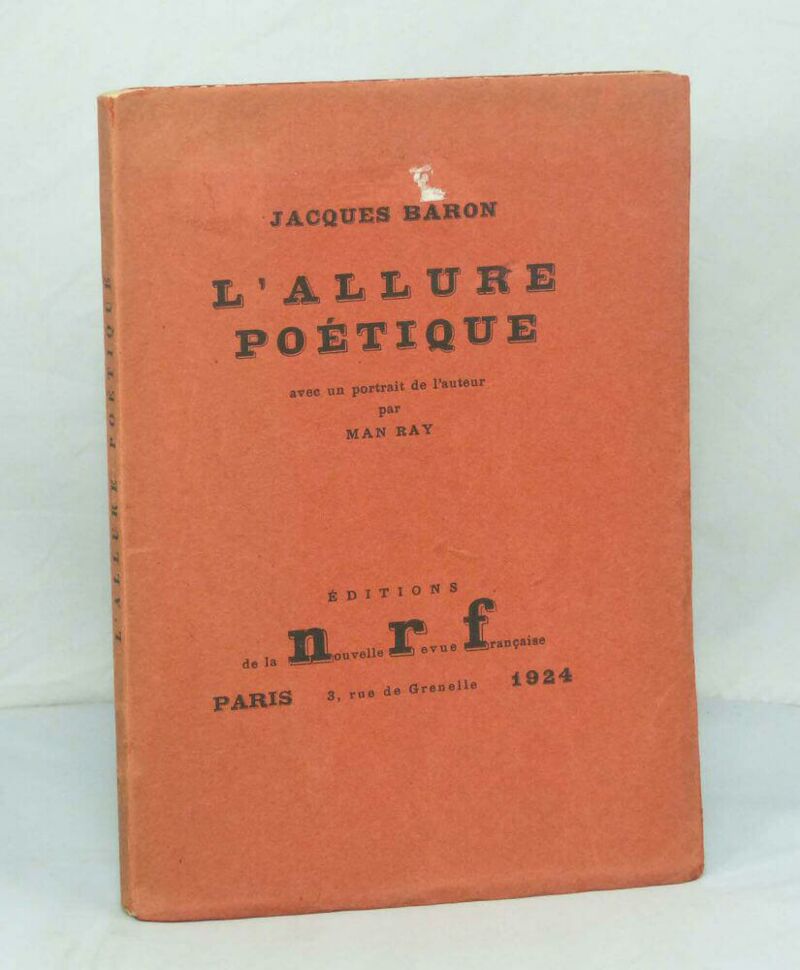 JACQUES BARON
L'ALLURE
POÉTIQUE
avec un portrait de l'auteur
par
MAN RAY
ÉDITIONS
de la nouvelle revue française
PARIS 3, rue de Grenelle 1924
L'ALLURE POÉTIQUE